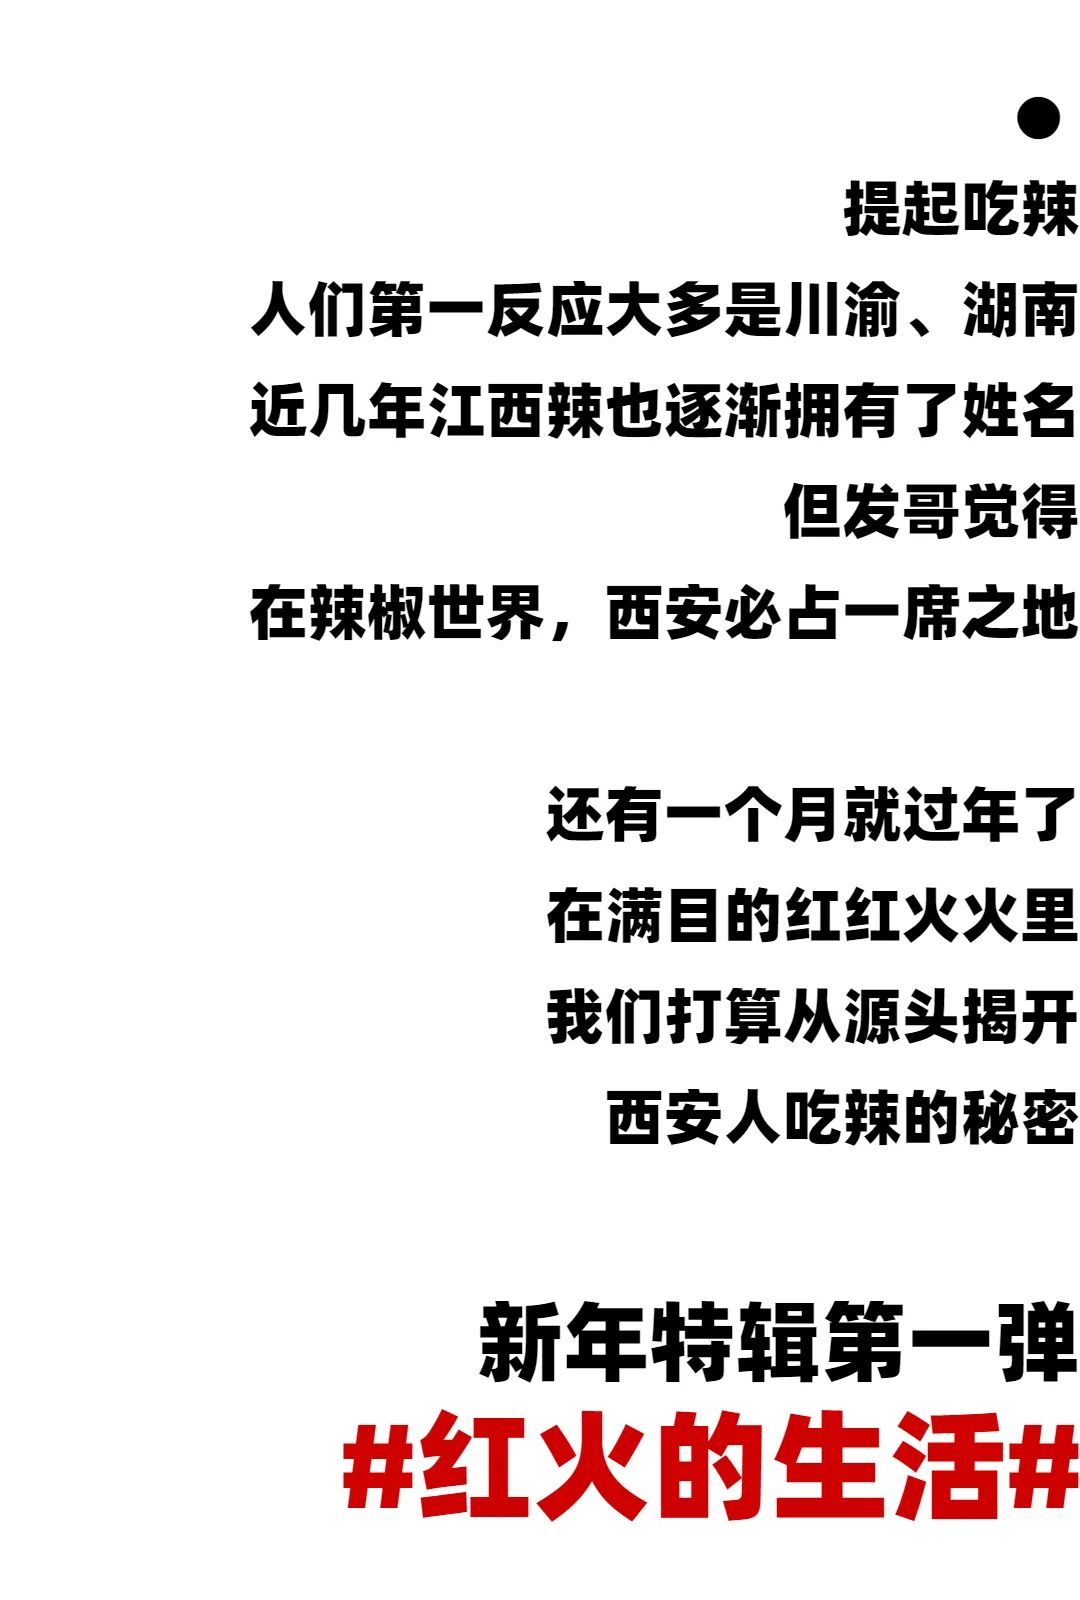 提起吃辣
人们第一反应大多是川渝、湖南
近几年江西辣也逐渐拥有了姓名
但发哥觉得
在辣椒世界，西安必占一席之地
还有一个月就过年了
在满目的红红火火里
我们打算从源头揭开
西安人吃辣的秘密
新年特辑第一弹
#红火的生活#